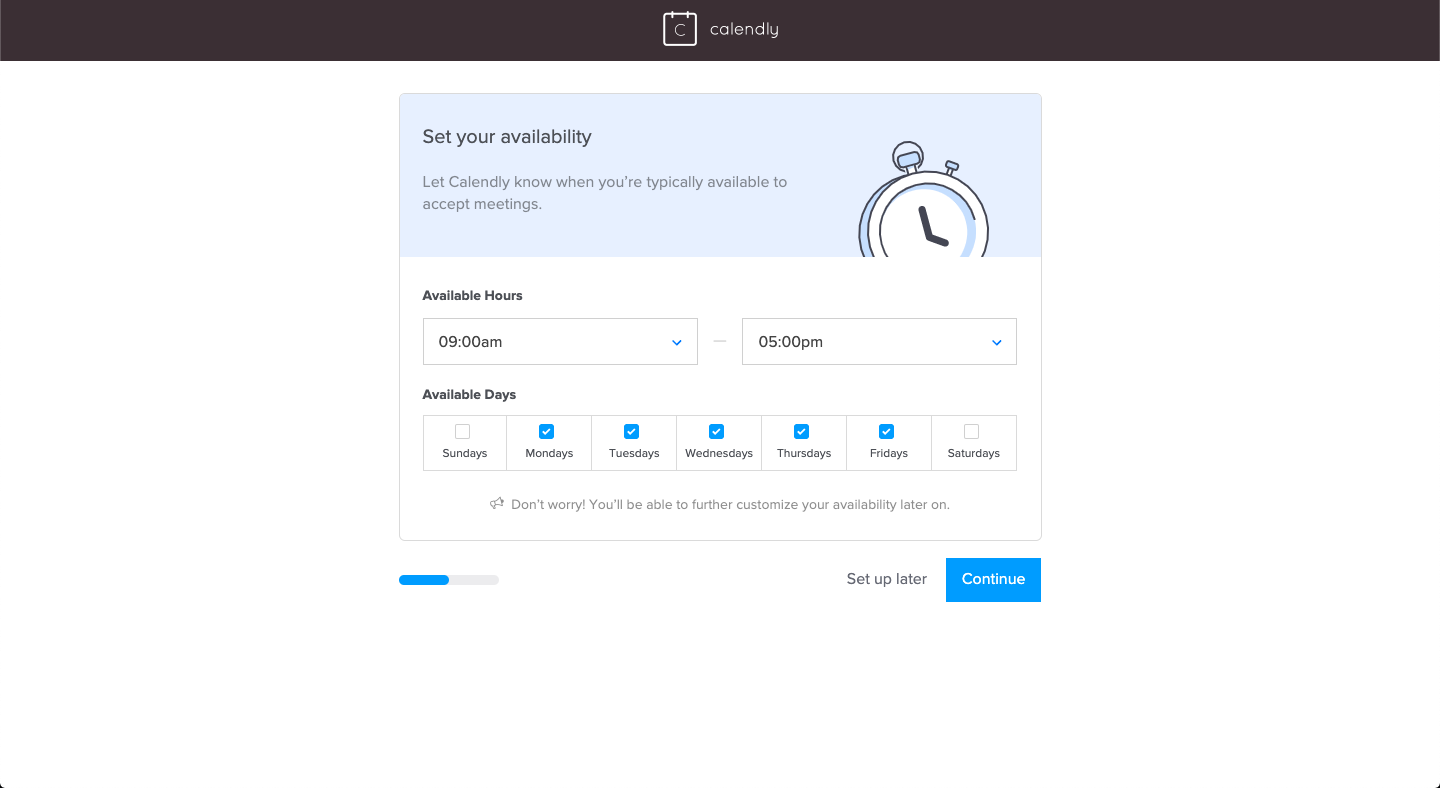 C calendly
Set your availability
Let Calendly know when you're typically available to
accept meetings.
Available Hours
09:00am — 05:00pm
Available Days
Sundays Mondays Tuesdays Wednesdays Thursdays Fridays Saturdays
Don't worry! You'll be able to further customize your availability later on.
Set up later Continue